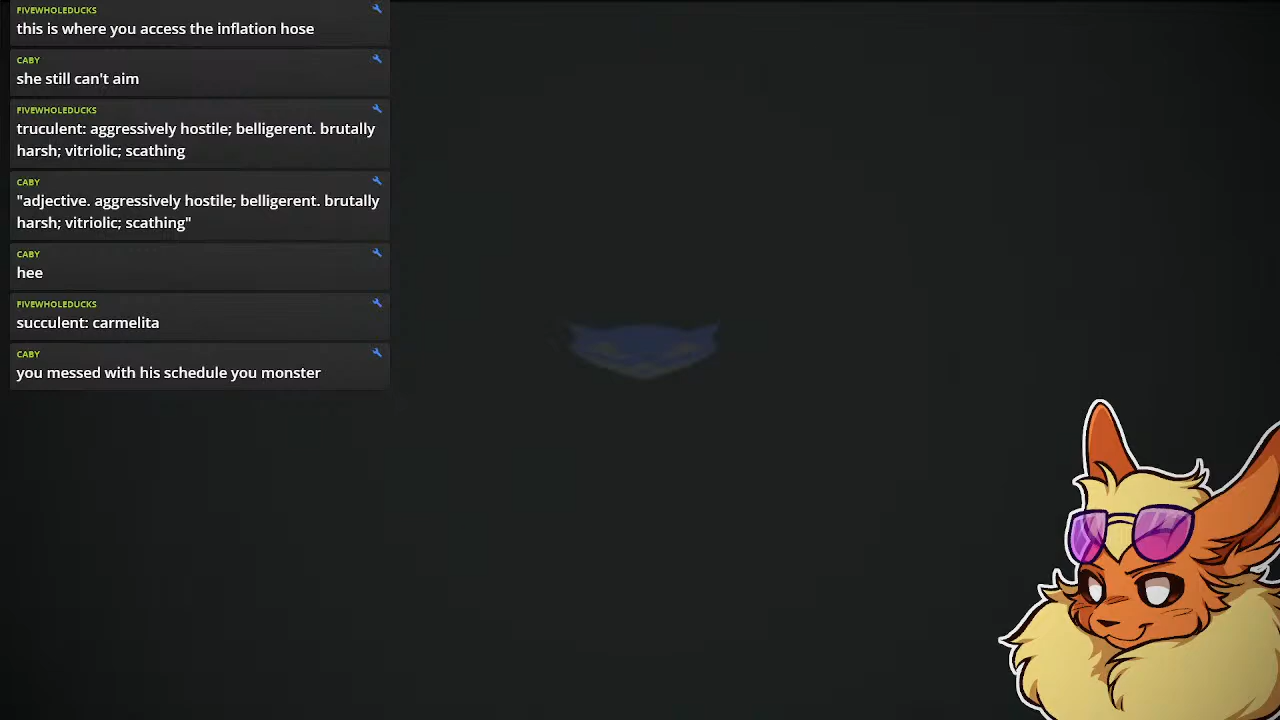 FIVEWHOLEDUCKS
this is where you access the inflation hose
CABY
she still can't aim
FIVEWHOLEDUCKS
truculent: aggressively hostile; belligerent. brutally
harsh; vitriolic; scathing
CABY
"adjective. aggressively hostile; belligerent. brutally
harsh; vitriolic; scathing"
CABY
hee
FIVEWHOLEDUCKS
succulent: carmelita
CABY
you messed with his schedule you monster